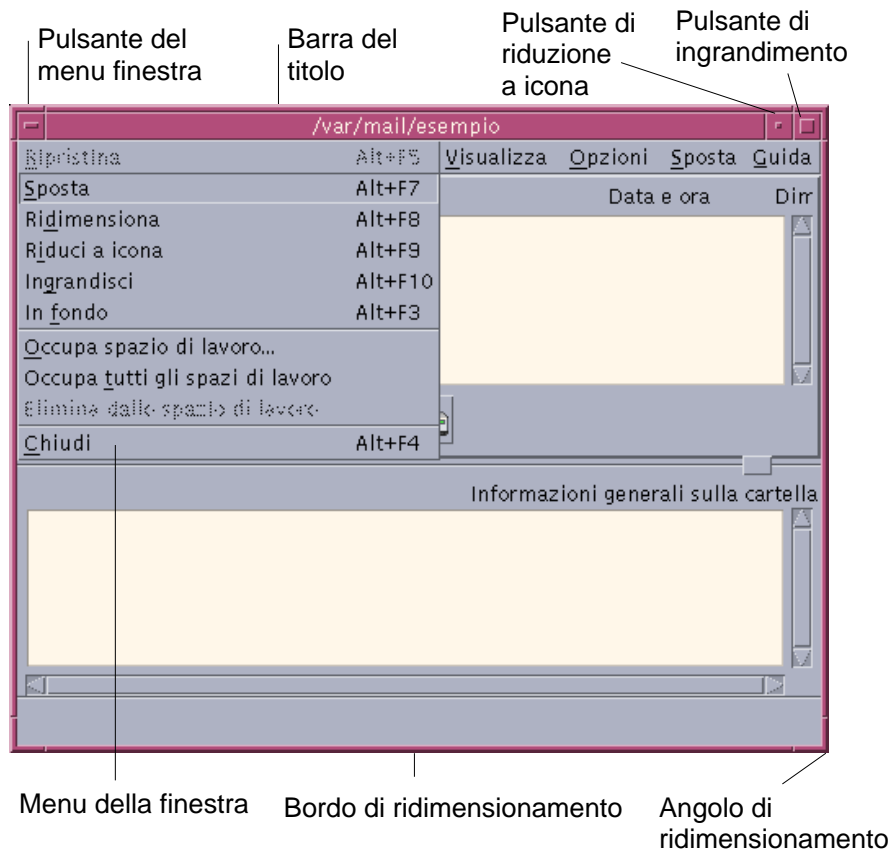 Pulsante del
menu finestra
Barra del
titolo
Pulsante di
riduzione
a icona
Pulsante di
ingrandimento
/var/mail/esempio
Ripristina Alt+F5
Visualizza Opzioni Sposta Guida
Sposta Alt+F7
Data e ora Dim
Ridimensiona Alt+F8
Riduci a icona Alt+F9
Ingrandisci Alt+F10
In fondo Alt+F3
Occupa spazio di lavoro...
Occupa tutti gli spazi di lavoro
Elimina dallo spazio di lavoro
Chiudi Alt+F4
Informazioni generali sulla cartella
Menu della finestra
Bordo di ridimensionamento
Angolo di
ridimensionamento